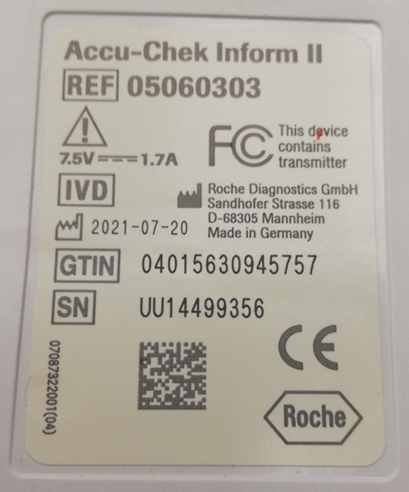 Accu-Chek Inform II
REF 05060303
7.5V 1.7A
FC This device
contains
transmitter
IVD
Roche Diagnostics GmbH
Sandhofer Strasse 116
D-68305 Mannheim
Made in Germany
2021-07-20
GTIN 04015630945757
SN UU14499356
CE
07087322001(04)
Roche